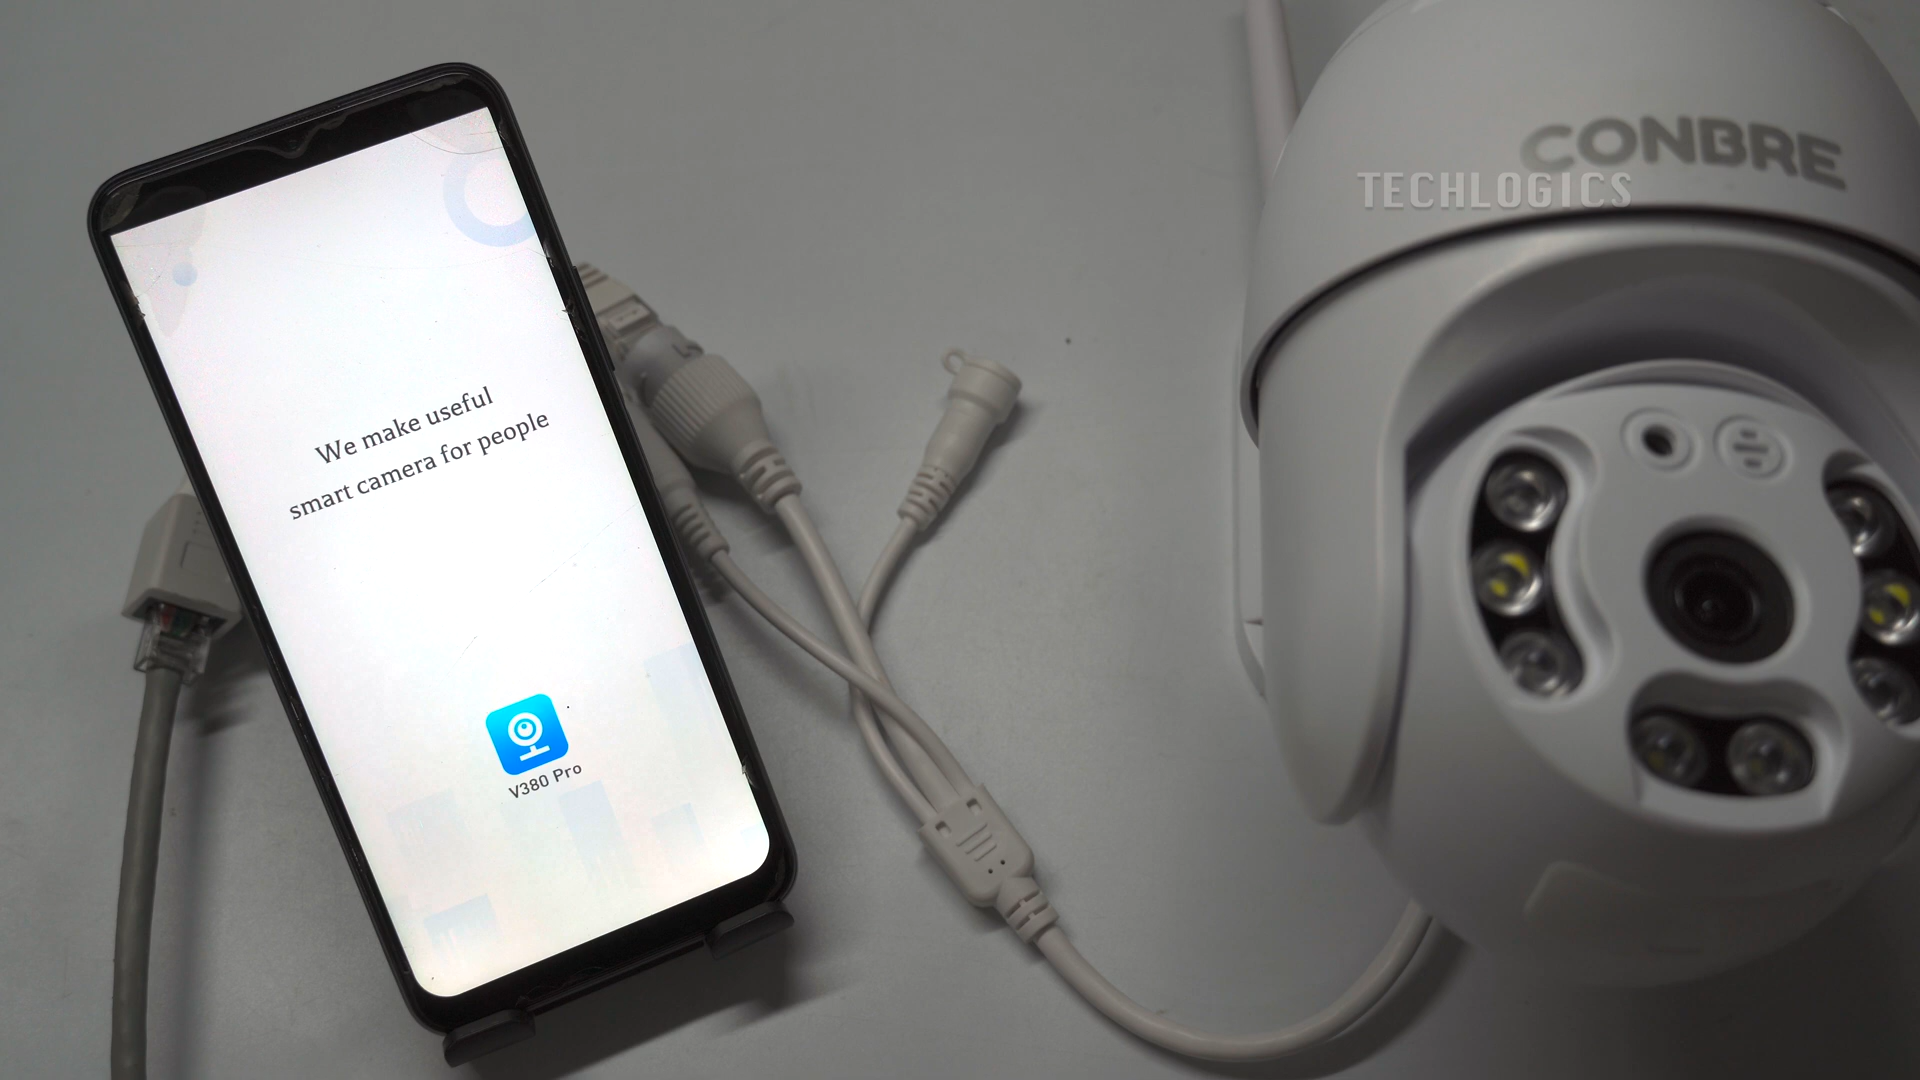 We make useful
smart camera for people
V380 Pro
CONBRE
TECHLOGICS